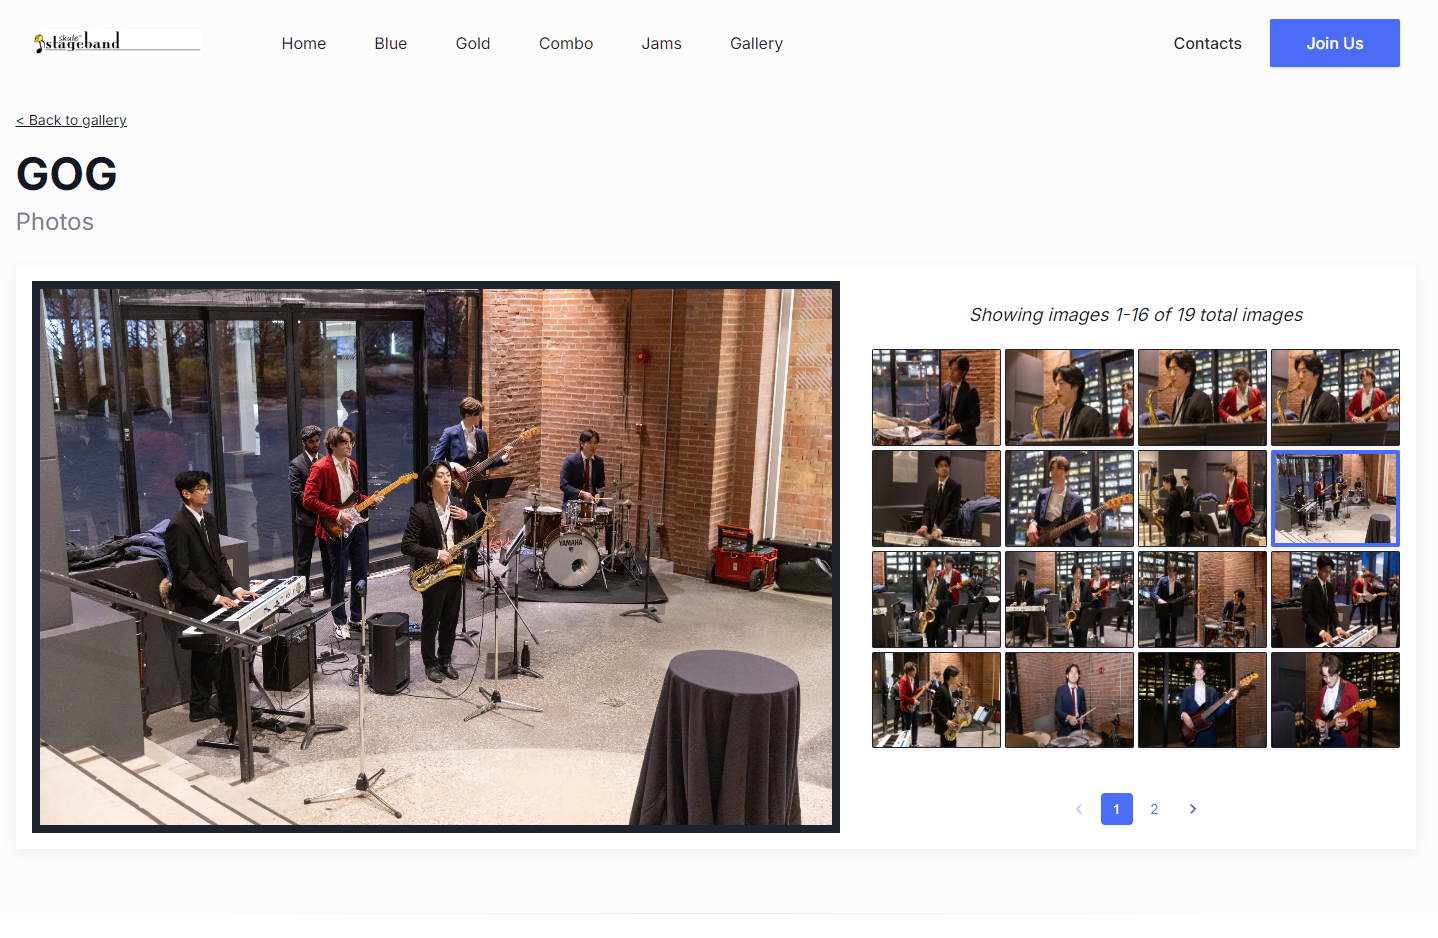 skule™
stageband
Home
Blue
Gold
Combo
Jams
Gallery
Contacts
Join Us
< Back to gallery
GOG
Photos
Showing images 1-16 of 19 total images
YAMAHA
<
1
2
>